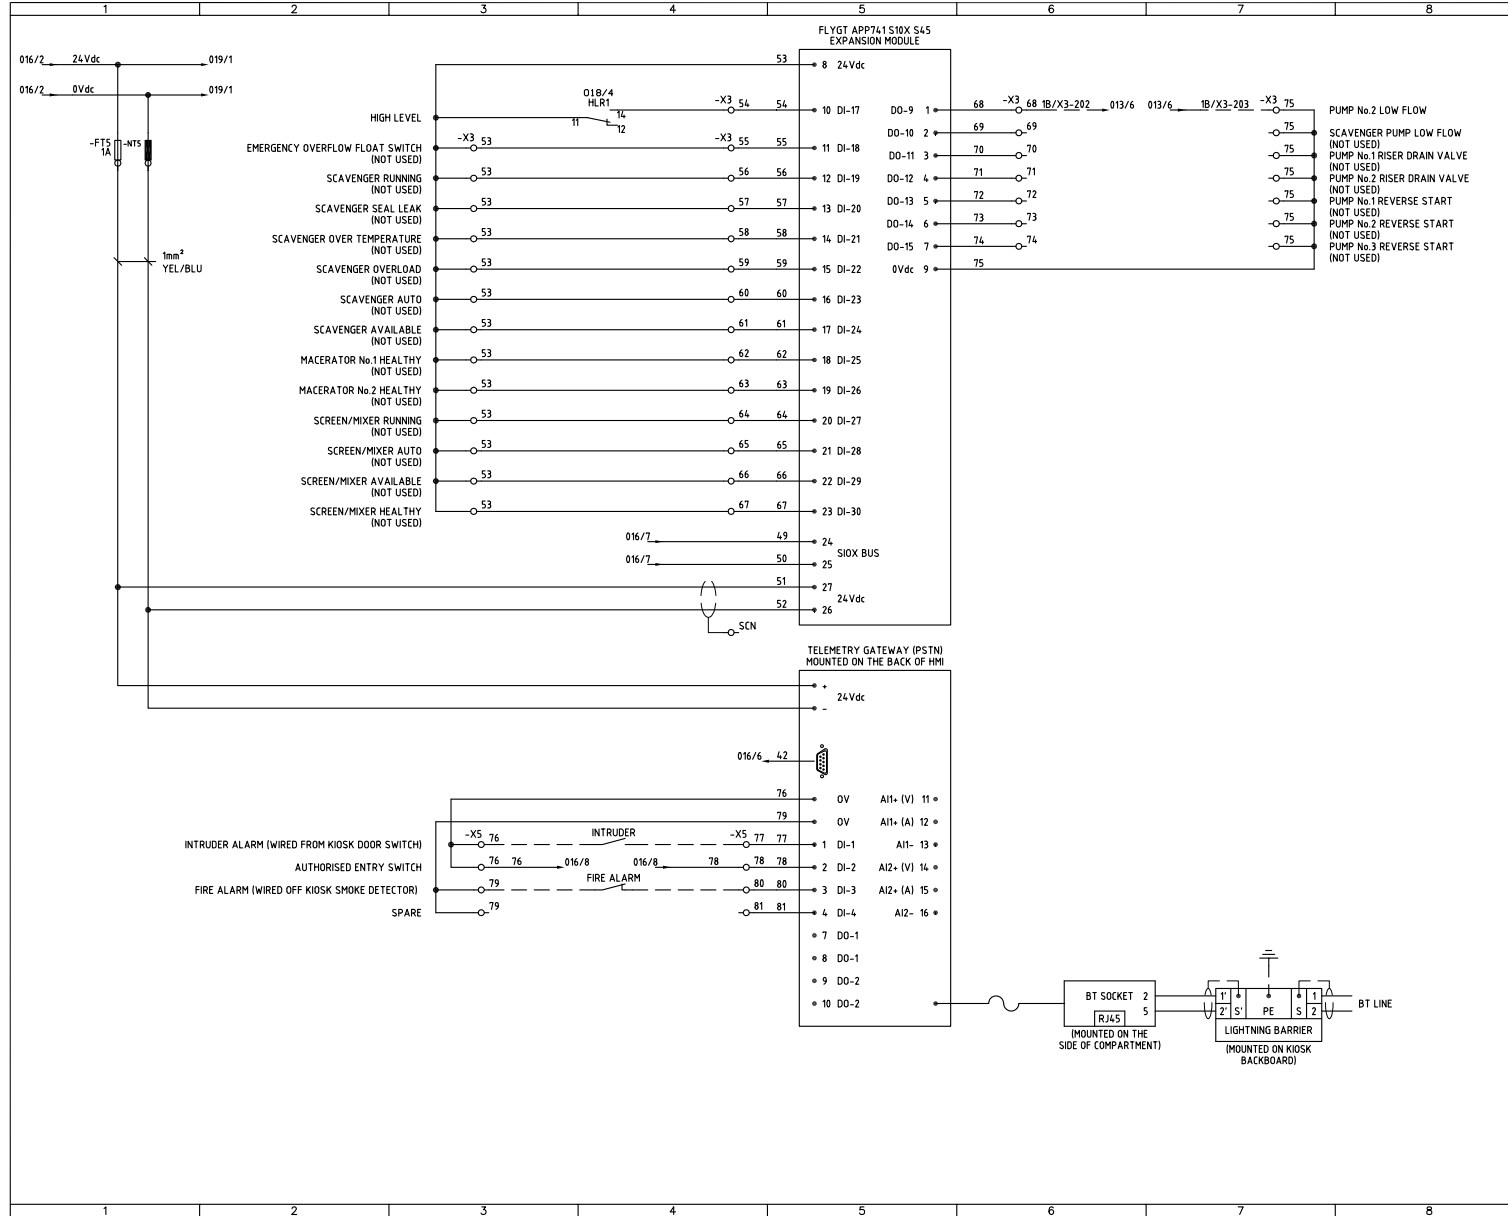 1 2 3 4 5 6 7 8
FLYGT APP741 S10X S45
EXPANSION MODULE
016/2 24Vdc 019/1
016/2 0Vdc 019/1
-FT5
1A
-NT5
1mm²
YEL/BLU
53 8 24Vdc
HIGH LEVEL
018/4
HLR1
11 14
12
-X3 54 54 10 DI-17
EMERGENCY OVERFLOW FLOAT SWITCH
(NOT USED)
-X3 53 -X3 55 55 11 DI-18
SCAVENGER RUNNING
(NOT USED)
53 56 56 12 DI-19
SCAVENGER SEAL LEAK
(NOT USED)
53 57 57 13 DI-20
SCAVENGER OVER TEMPERATURE
(NOT USED)
53 58 58 14 DI-21
SCAVENGER OVERLOAD
(NOT USED)
53 59 59 15 DI-22
SCAVENGER AUTO
(NOT USED)
53 60 60 16 DI-23
SCAVENGER AVAILABLE
(NOT USED)
53 61 61 17 DI-24
MACERATOR No.1 HEALTHY
(NOT USED)
53 62 62 18 DI-25
MACERATOR No.2 HEALTHY
(NOT USED)
53 63 63 19 DI-26
SCREEN/MIXER RUNNING
(NOT USED)
53 64 64 20 DI-27
SCREEN/MIXER AUTO
(NOT USED)
53 65 65 21 DI-28
SCREEN/MIXER AVAILABLE
(NOT USED)
53 66 66 22 DI-29
SCREEN/MIXER HEALTHY
(NOT USED)
53 67 67 23 DI-30
016/7 49 24
SIOX BUS
016/7 50 25
51 27
24Vdc
52 26
SCN
DO-9 1 68 -X3 68 1B/X3-202 013/6 013/6 1B/X3-203 -X3 75 PUMP No.2 LOW FLOW
DO-10 2 69 69 75 SCAVENGER PUMP LOW FLOW
(NOT USED)
DO-11 3 70 70 75 PUMP No.1 RISER DRAIN VALVE
(NOT USED)
DO-12 4 71 71 75 PUMP No.2 RISER DRAIN VALVE
(NOT USED)
DO-13 5 72 72 75 PUMP No.1 REVERSE START
(NOT USED)
DO-14 6 73 73 75 PUMP No.2 REVERSE START
(NOT USED)
DO-15 7 74 74 75 PUMP No.3 REVERSE START
(NOT USED)
0Vdc 9 75
TELEMETRY GATEWAY (PSTN)
MOUNTED ON THE BACK OF HMI
+
24Vdc
-
016/6 42
76 0V AI1+ (V) 11
79 0V AI1+ (A) 12
INTRUDER ALARM (WIRED FROM KIOSK DOOR SWITCH) -X5 76 INTRUDER -X5 77 77 1 DI-1 AI1- 13
AUTHORISED ENTRY SWITCH 76 76 016/8 016/8 78 78 78 2 DI-2 AI2+ (V) 14
FIRE ALARM (WIRED OFF KIOSK SMOKE DETECTOR) 79 FIRE ALARM 80 80 3 DI-3 AI2+ (A) 15
SPARE 79 81 81 4 DI-4 AI2- 16
7 DO-1
8 DO-1
9 DO-2
10 DO-2
BT SOCKET 2
5
RJ45
(MOUNTED ON THE
SIDE OF COMPARTMENT)
1' 1
2' S' PE S 2
LIGHTNING BARRIER
(MOUNTED ON KIOSK
BACKBOARD)
BT LINE
1 2 3 4 5 6 7 8